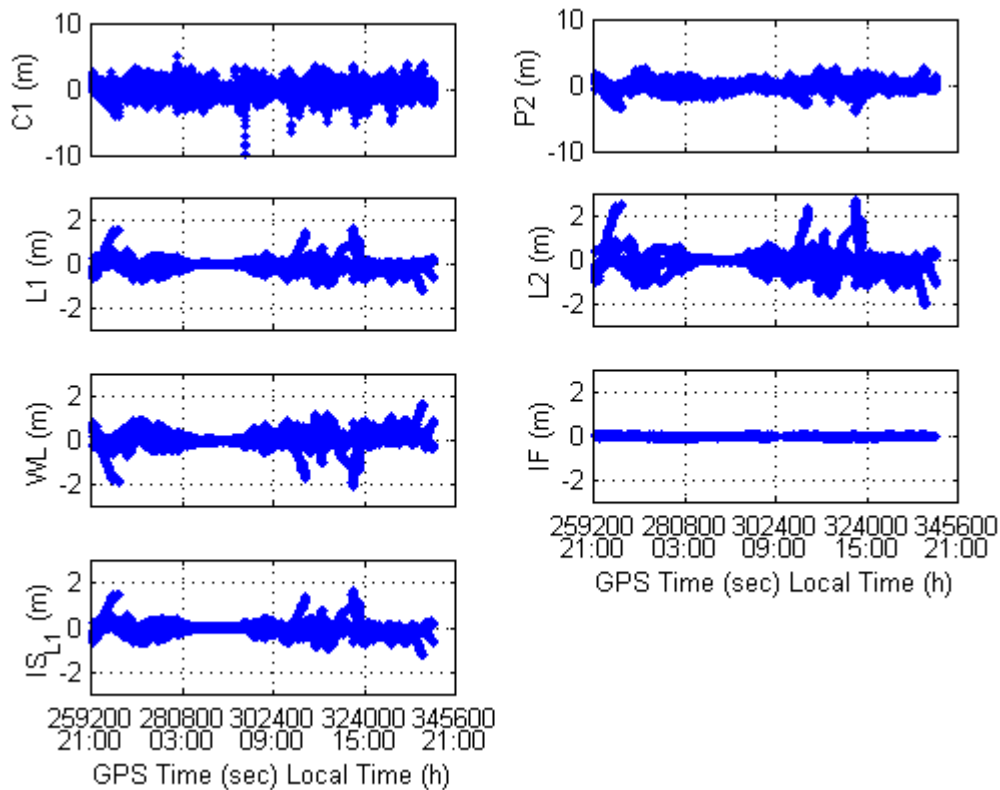 10
0
-10
C1 (m)
10
0
-10
P2 (m)
2
0
-2
L1 (m)
2
0
-2
L2 (m)
2
0
-2
WL (m)
2
0
-2
IF (m)
259200 280800 302400 324000 345600
21:00 03:00 09:00 15:00 21:00
GPS Time (sec) Local Time (h)
2
0
-2
IS_L1 (m)
259200 280800 302400 324000 345600
21:00 03:00 09:00 15:00 21:00
GPS Time (sec) Local Time (h)